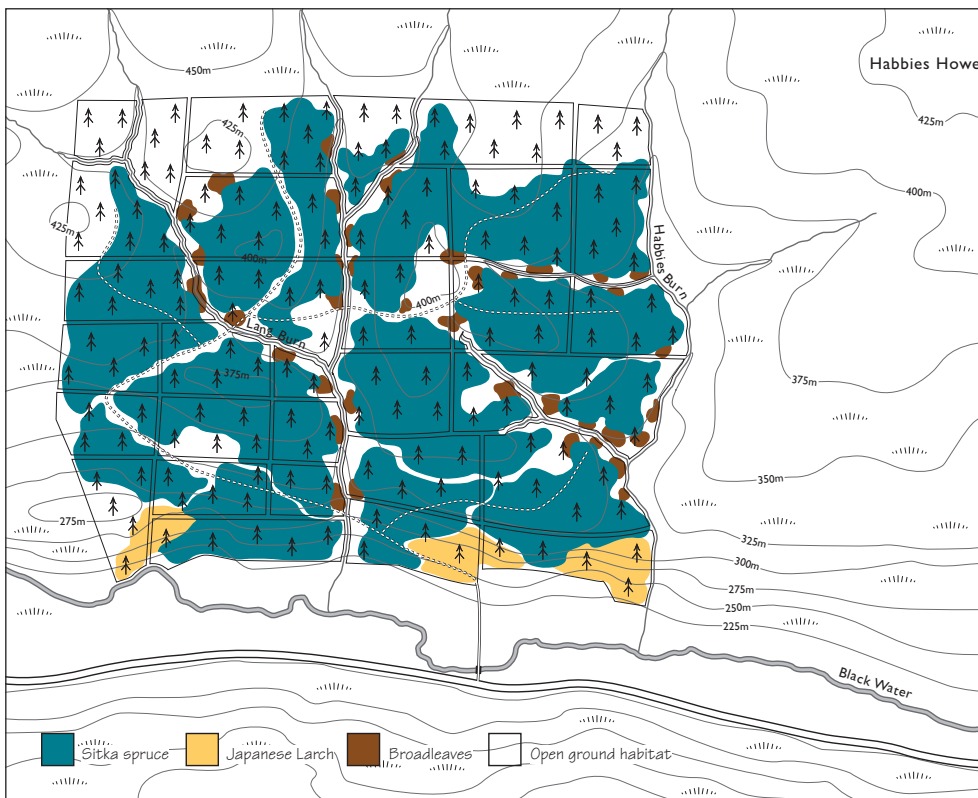 450m
Habbies Howe
425m
425m
400m
425m
400m
Habbies Burn
400m
Lang Burn
375m
375m
350m
275m
325m
300m
275m
250m
225m
Black Water
Sitka spruce
Japanese Larch
Broadleaves
Open ground habitat